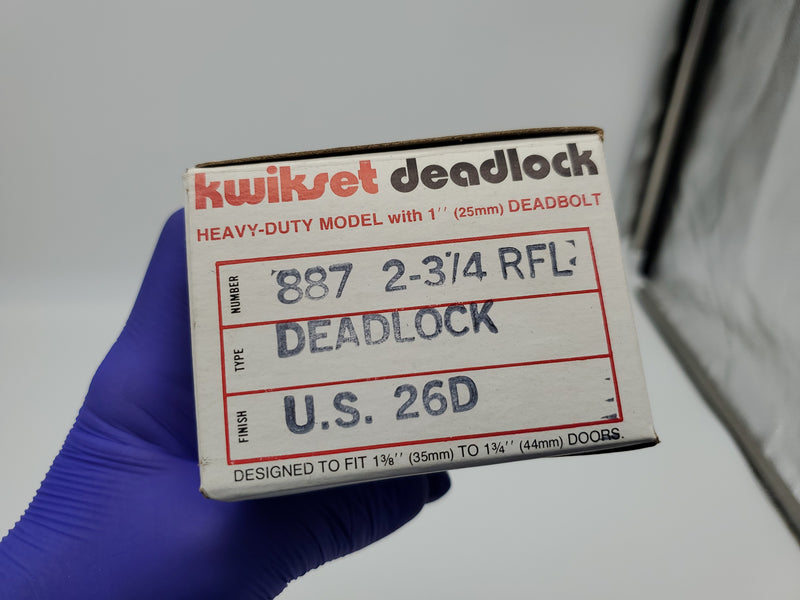 kwikset deadlock
HEAVY-DUTY MODEL with 1'' (25mm) DEADBOLT
NUMBER 887 2-3/4 RFL
TYPE DEADLOCK
FINISH U.S. 26D
DESIGNED TO FIT 1⅜'' (35mm) TO 1¾'' (44mm) DOORS.